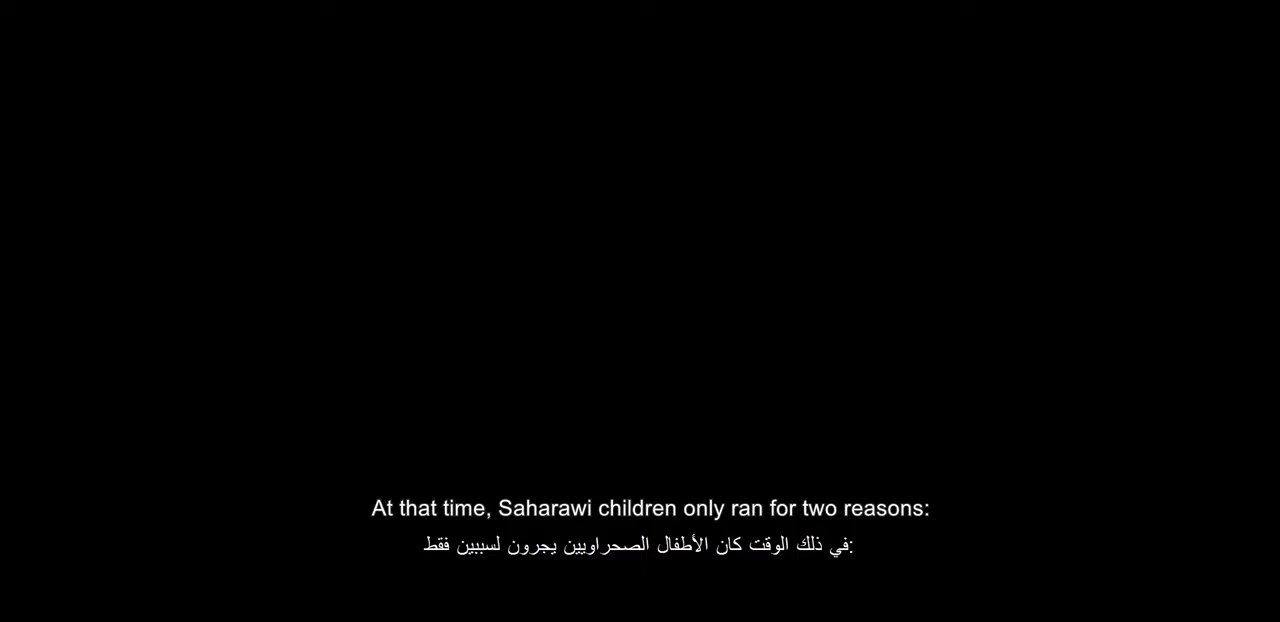 At that time, Saharawi children only ran for two reasons:
:في ذلك الوقت كان الأطفال الصحراويين يجرون لسببين فقط